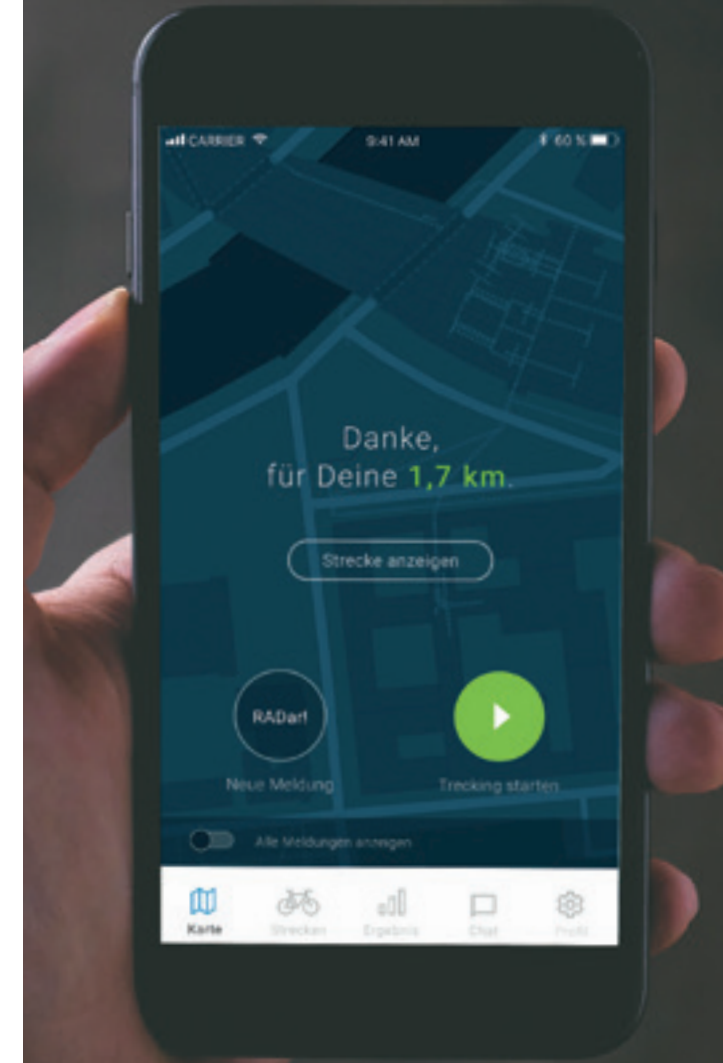 CARRIER 9:41 AM 60 %
Danke,
für Deine 1,7 km.
Strecke anzeigen
RADar!
Neue Meldung Trecking starten
Alle Meldungen anzeigen
Karte Strecken Ergebnis Chat Profil